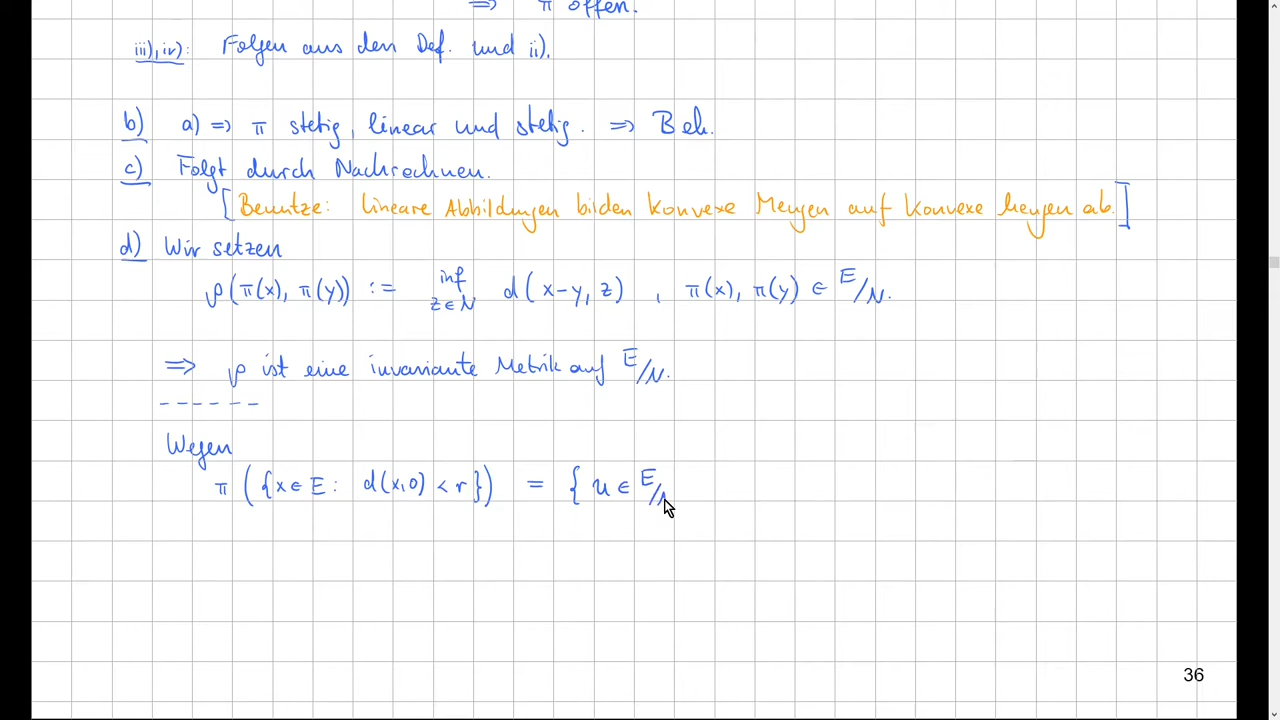 ⇒ π offen.
iii), iv): Folgen aus den Def. und ii).
b) a) ⇒ π stetig, linear und stetig. ⇒ Beh.
c) Folgt durch Nachrechnen.
[Benutze: lineare Abbildungen bilden konvexe Mengen auf konvexe Mengen ab.]
d) Wir setzen
ρ(π(x), π(y)) := inf_{z∈N} d(x-y, z) , π(x), π(y) ∈ E/N.
⇒ ρ ist eine invariante Metrik auf E/N.
Wegen
π({x∈E: d(x,0) < r}) = { u ∈ E/N
36